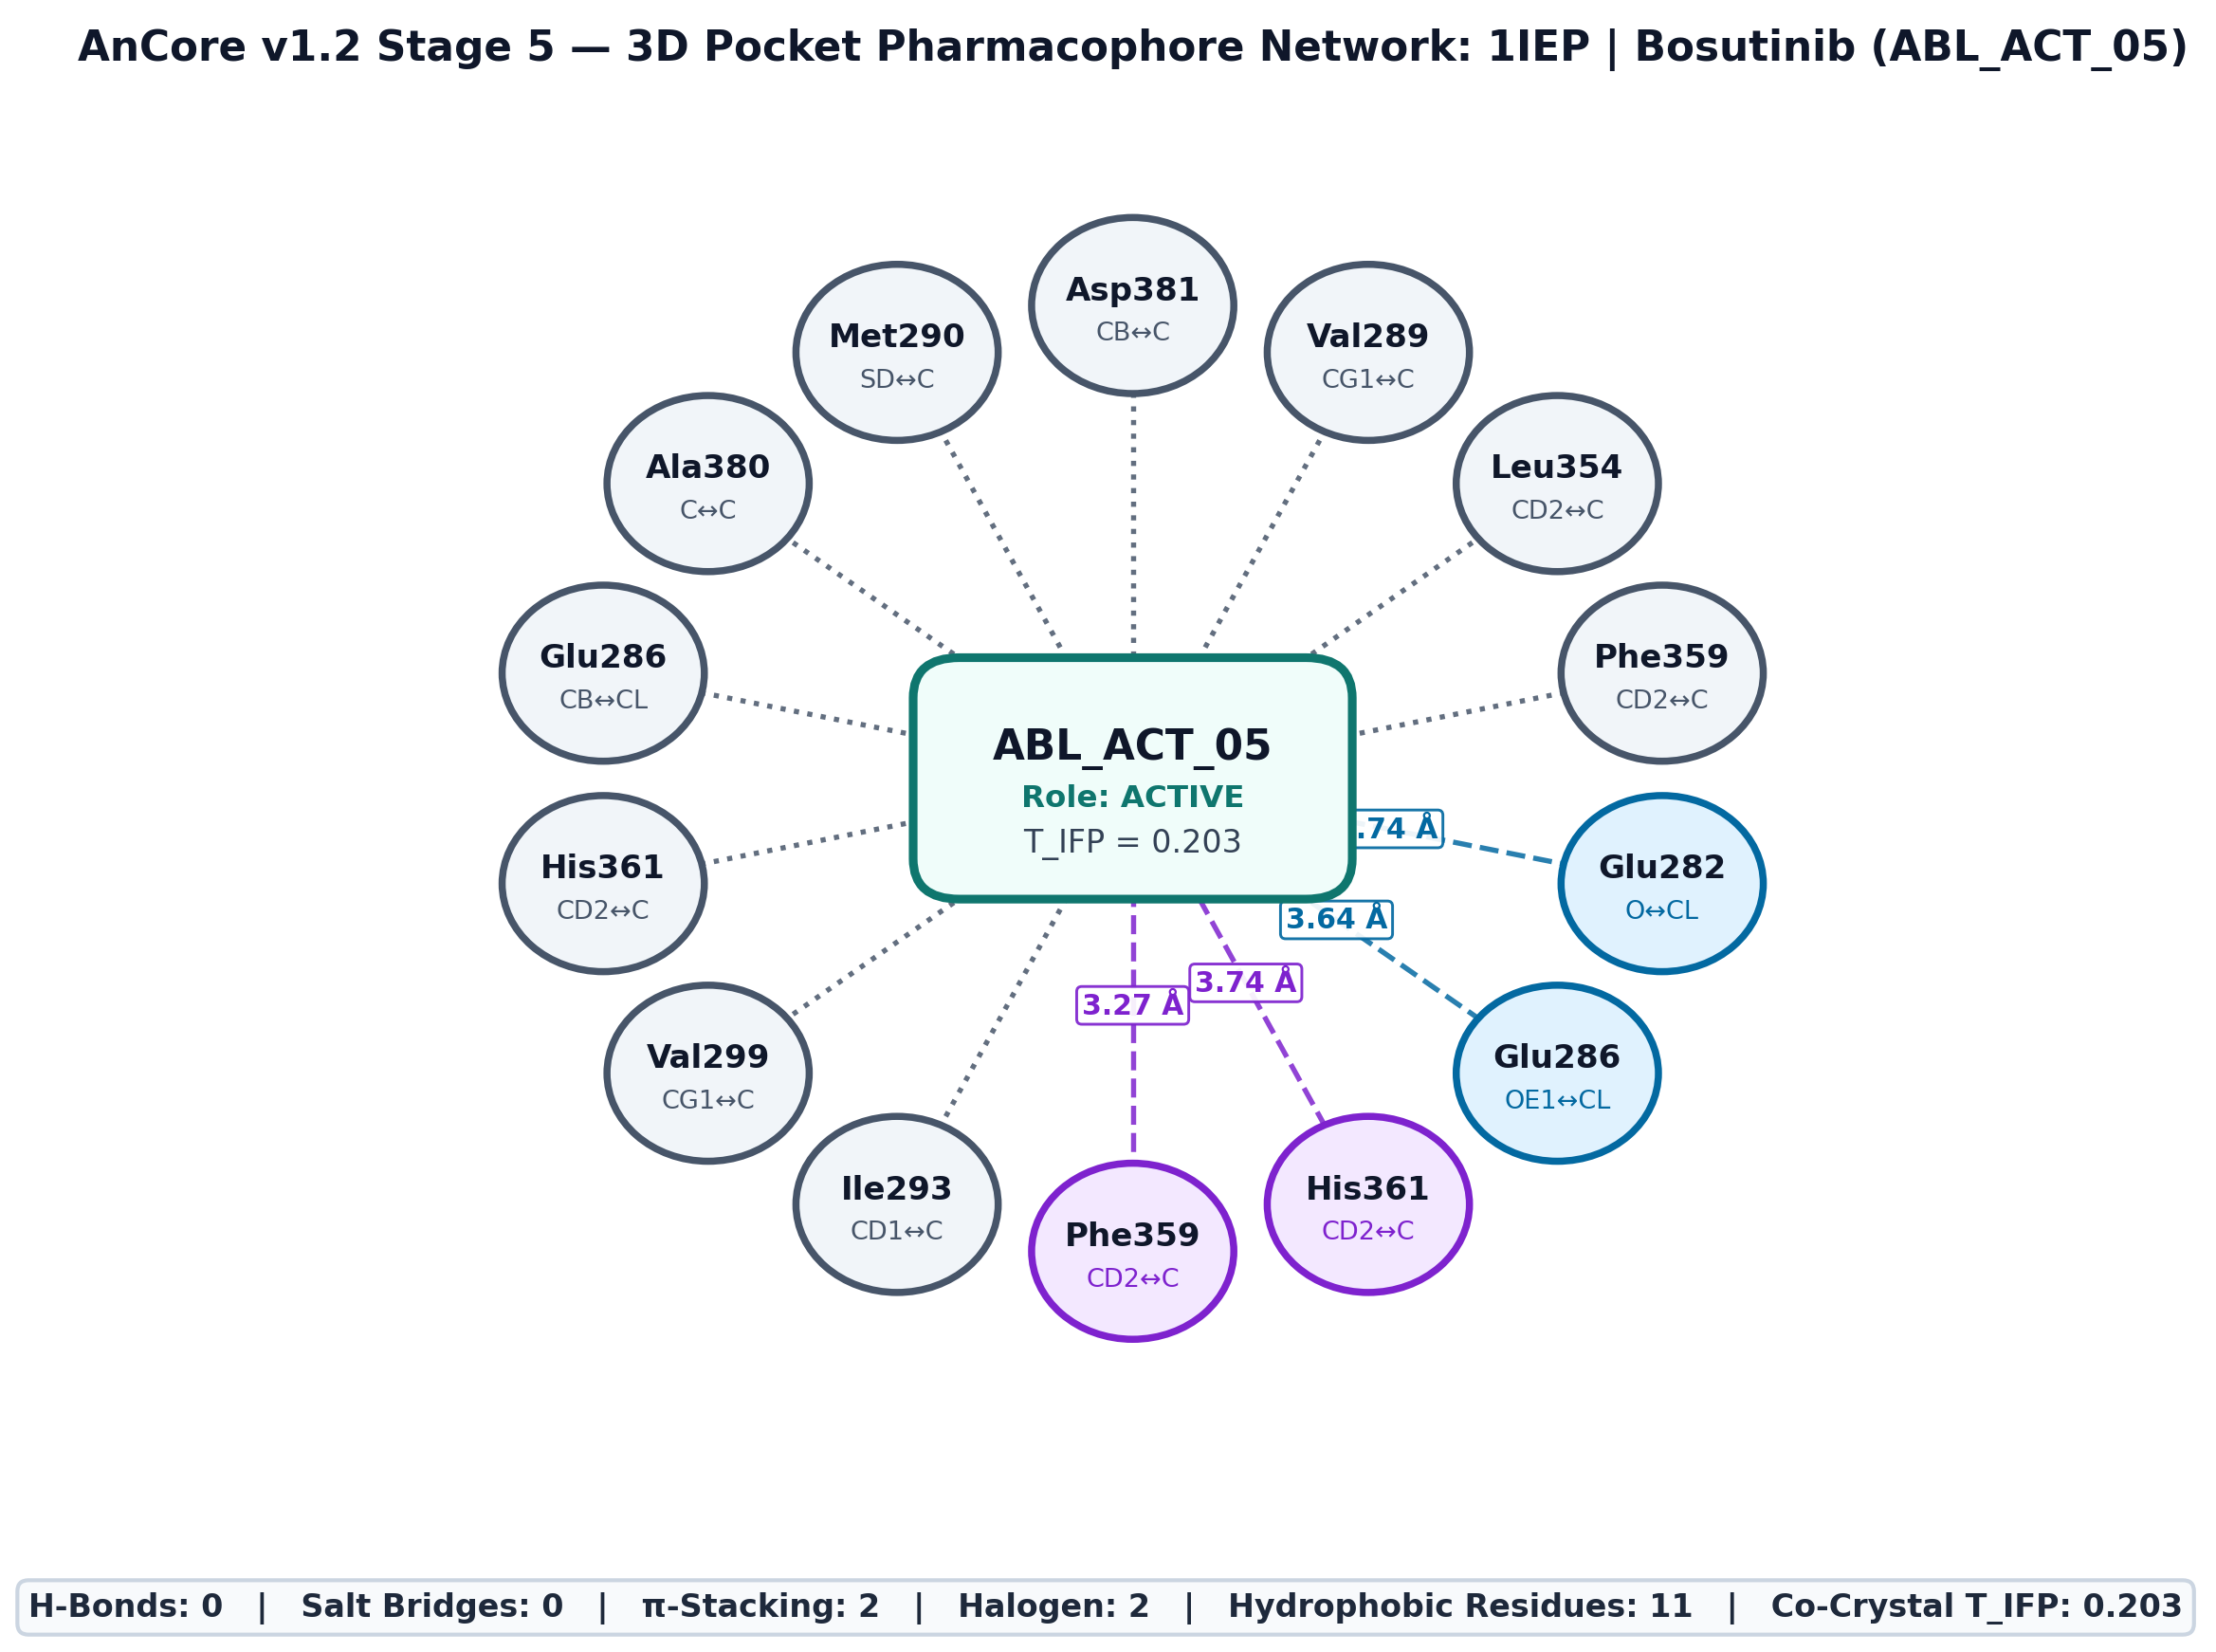 AnCore v1.2 Stage 5 — 3D Pocket Pharmacophore Network: 1IEP | Bosutinib (ABL_ACT_05)
Asp381
CB↔C
Met290
SD↔C
Val289
CG1↔C
Ala380
C↔C
Leu354
CD2↔C
Glu286
CB↔CL
Phe359
CD2↔C
ABL_ACT_05
Role: ACTIVE
T_IFP = 0.203
.74 Å
His361
CD2↔C
Glu282
O↔CL
3.64 Å
3.74 Å
3.27 Å
Val299
CG1↔C
Glu286
OE1↔CL
Ile293
CD1↔C
His361
CD2↔C
Phe359
CD2↔C
H-Bonds: 0 | Salt Bridges: 0 | π-Stacking: 2 | Halogen: 2 | Hydrophobic Residues: 11 | Co-Crystal T_IFP: 0.203